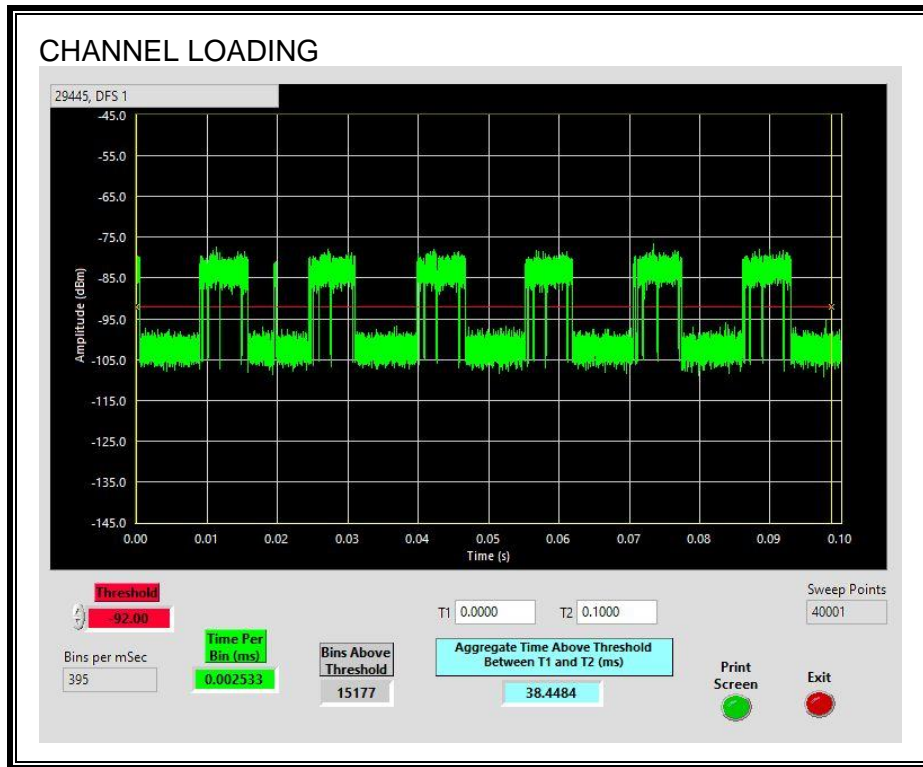 CHANNEL LOADING
29445, DFS 1
-45.0
-55.0
-65.0
-75.0
-85.0
-95.0
-105.0
-115.0
-125.0
-135.0
-145.0
Amplitude (dBm)
0.00 0.01 0.02 0.03 0.04 0.05 0.06 0.07 0.08 0.09 0.10
Time (s)
Threshold
-92.00
Bins per mSec
395
Time Per
Bin (ms)
0.002533
Bins Above
Threshold
15177
T1 0.0000 T2 0.1000
Aggregate Time Above Threshold
Between T1 and T2 (ms)
38.4484
Sweep Points
40001
Print
Screen
Exit